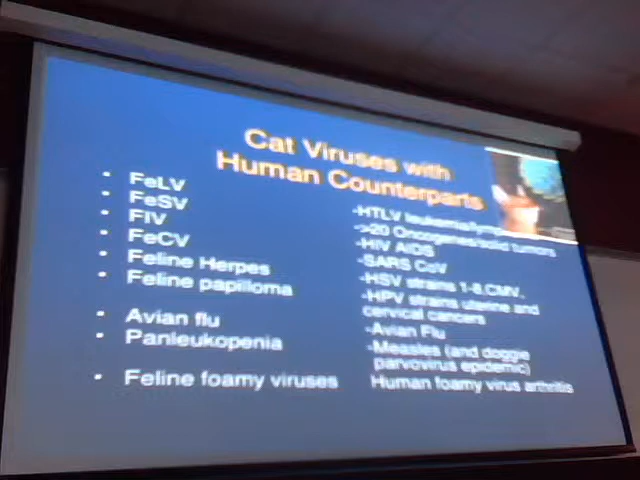 Cat Viruses with
Human Counterparts
• FeLV
• FeSV
• FIV
• FeCV
• Feline Herpes
• Feline papilloma
• Avian flu
• Panleukopenia
• Feline foamy viruses
-HTLV
->20 Oncogenes/solid tumors
-HIV AIDS
-SARS CoV
-HSV strains 1-8,CMV,
-HPV strains uterine and
cervical cancers
-Avian Flu
-Measles (and doggie
parvovirus epidemic)
Human foamy virus arthritis